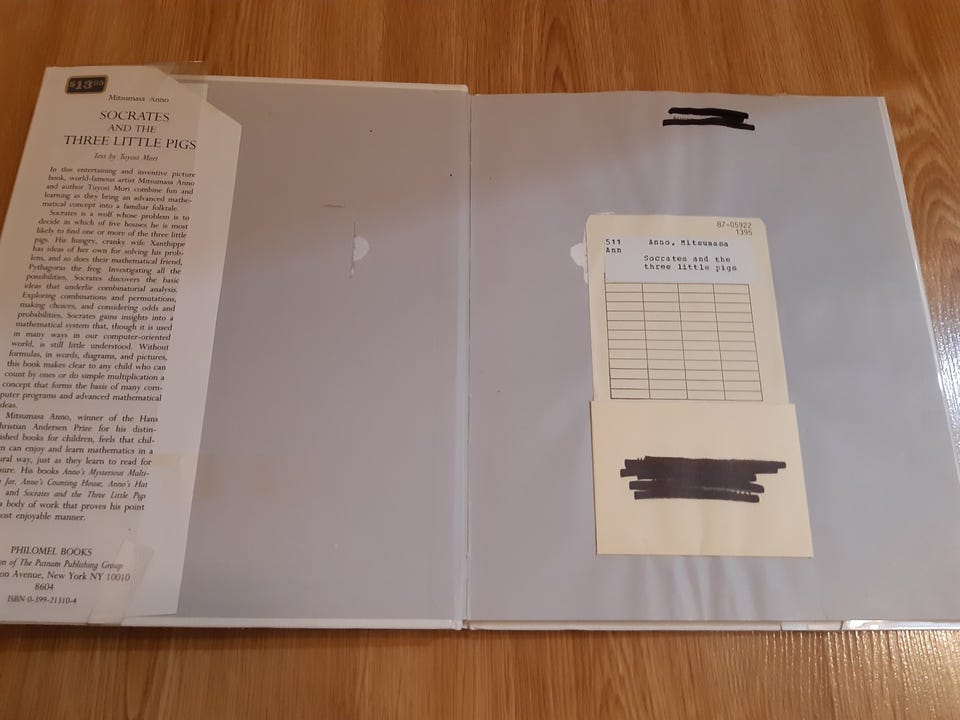 $13.95
Mitsumasa Anno
SOCRATES
AND THE
THREE LITTLE PIGS
Text by Tuyosi Mori
In this entertaining and inventive picture
book, world-famous artist Mitsumasa Anno
and author Tuyosi Mori combine fun and
learning as they bring an advanced mathe-
matical concept into a familiar folktale.
Socrates is a wolf whose problem is to
decide in which of five houses he is most
likely to find one or more of the three little
pigs. His hungry, cranky wife Xanthippe
has ideas of her own for solving his prob-
lem, and so does their mathematical friend,
Pythagoras the frog. Investigating all the
possibilities, Socrates discovers the basic
ideas that underlie combinatorial analysis.
Exploring combinations and permutations,
making choices, and considering odds and
probabilities, Socrates gains insights into a
mathematical system that, though it is used
in many ways in our computer-oriented
world, is still little understood. Without
formulas, in words, diagrams, and pictures,
this book makes clear to any child who can
count by ones or do simple multiplication a
concept that forms the basis of many com-
puter programs and advanced mathematical
ideas.
Mitsumasa Anno, winner of the Hans
hristian Andersen Prize for his distin-
ished books for children, feels that chil-
n can enjoy and learn mathematics in a
ural way, just as they learn to read for
sure. His books Anno's Mysterious Multi-
Jar, Anno's Counting House, Anno's Hat
and Socrates and the Three Little Pigs
a body of work that proves his point
ost enjoyable manner.
PHILOMEL BOOKS
n of The Putnam Publishing Group
on Avenue, New York NY 10010
8604
ISBN 0-399-21310-4
87-05922
1395
511 Anno, Mitsumasa
Ann
Socrates and the
three little pigs